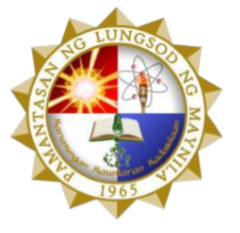 PAMANTASAN NG LUNGSOD NG MAYNILA
Karunungan Kaunlaran Kadakilaan
1965